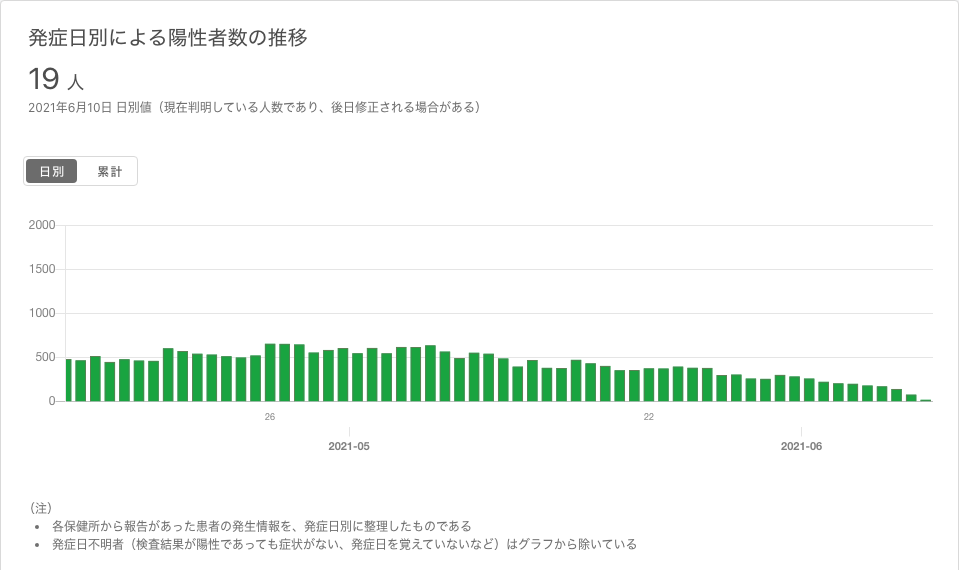 発症日別による陽性者数の推移
19 人
2021年6月10日 日別値（現在判明している人数であり、後日修正される場合がある）
日別 累計
2000
1500
1000
500
0
26 22
2021-05 2021-06
（注）
• 各保健所から報告があった患者の発生情報を、発症日別に整理したものである
• 発症日不明者（検査結果が陽性であっても症状がない、発症日を覚えていないなど）はグラフから除いている